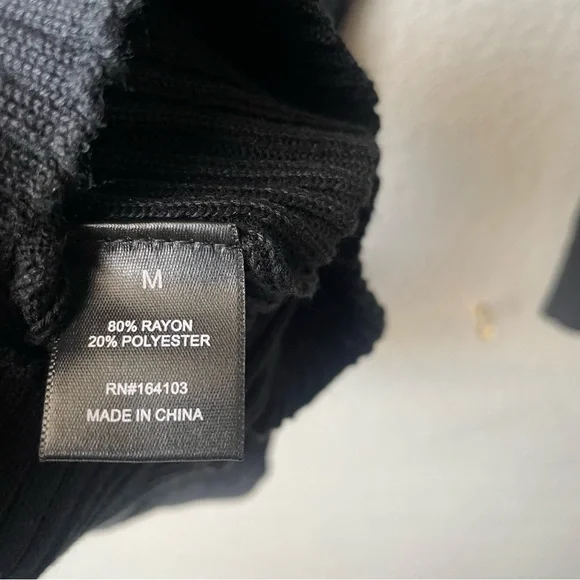 M
80% RAYON
20% POLYESTER
RN#164103
MADE IN CHINA